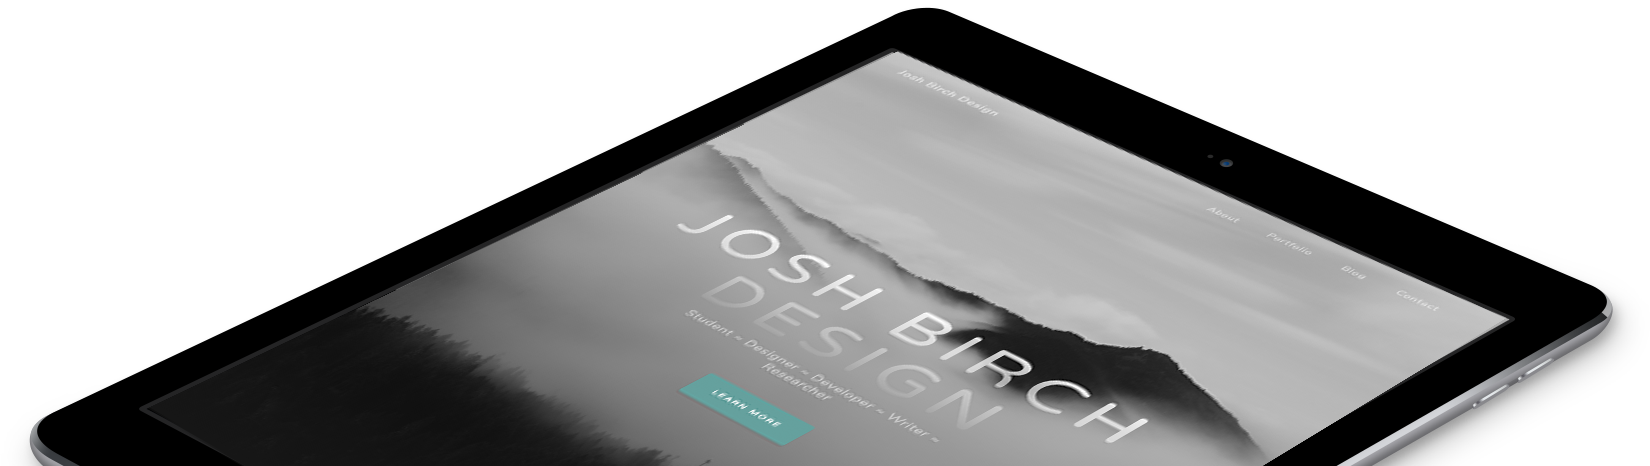 Josh Birch Design
About
Portfolio
Blog
Contact
JOSH BIRCH
DESIGN
Student ~ Designer ~ Developer ~ Writer ~
Researcher
LEARN MORE